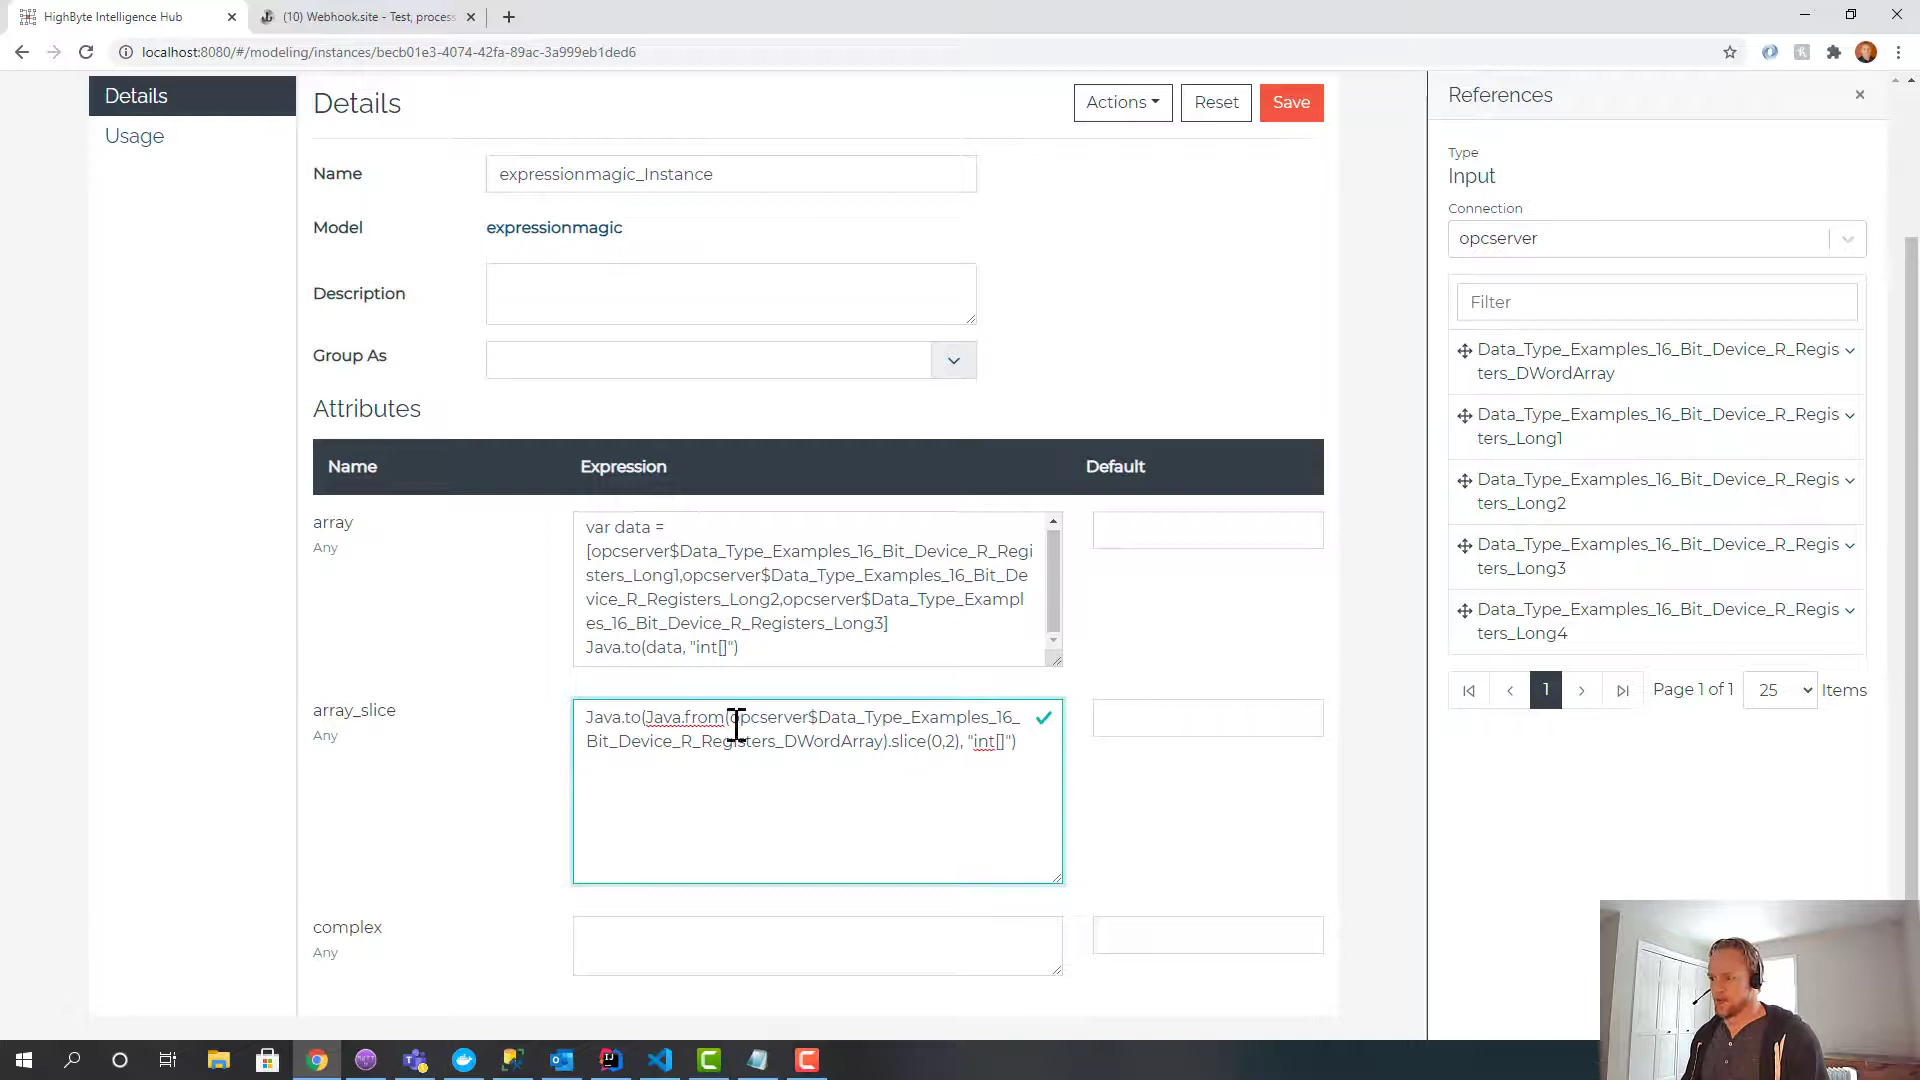 HighByte Intelligence Hub
(10) Webhook.site - Test, process
localhost:8080/#/modeling/instances/becb01e3-4074-42fa-89ac-3a999eb1ded6
Details
Usage
Details
Actions
Reset
Save
Name
expressionmagic_Instance
Model
expressionmagic
Description
Group As
Attributes
Name
Expression
Default
array
Any
var data =
[opcserver$Data_Type_Examples_16_Bit_Device_R_Regi
sters_Long1,opcserver$Data_Type_Examples_16_Bit_De
vice_R_Registers_Long2,opcserver$Data_Type_Exampl
es_16_Bit_Device_R_Registers_Long3]
Java.to(data, "int[]")
array_slice
Any
Java.to(Java.from(opcserver$Data_Type_Examples_16_
Bit_Device_R_Registers_DWordArray).slice(0,2), "int[]")
complex
Any
References
Type
Input
Connection
opcserver
Filter
Data_Type_Examples_16_Bit_Device_R_Regis
ters_DWordArray
Data_Type_Examples_16_Bit_Device_R_Regis
ters_Long1
Data_Type_Examples_16_Bit_Device_R_Regis
ters_Long2
Data_Type_Examples_16_Bit_Device_R_Regis
ters_Long3
Data_Type_Examples_16_Bit_Device_R_Regis
ters_Long4
1
Page 1 of 1
25
Items